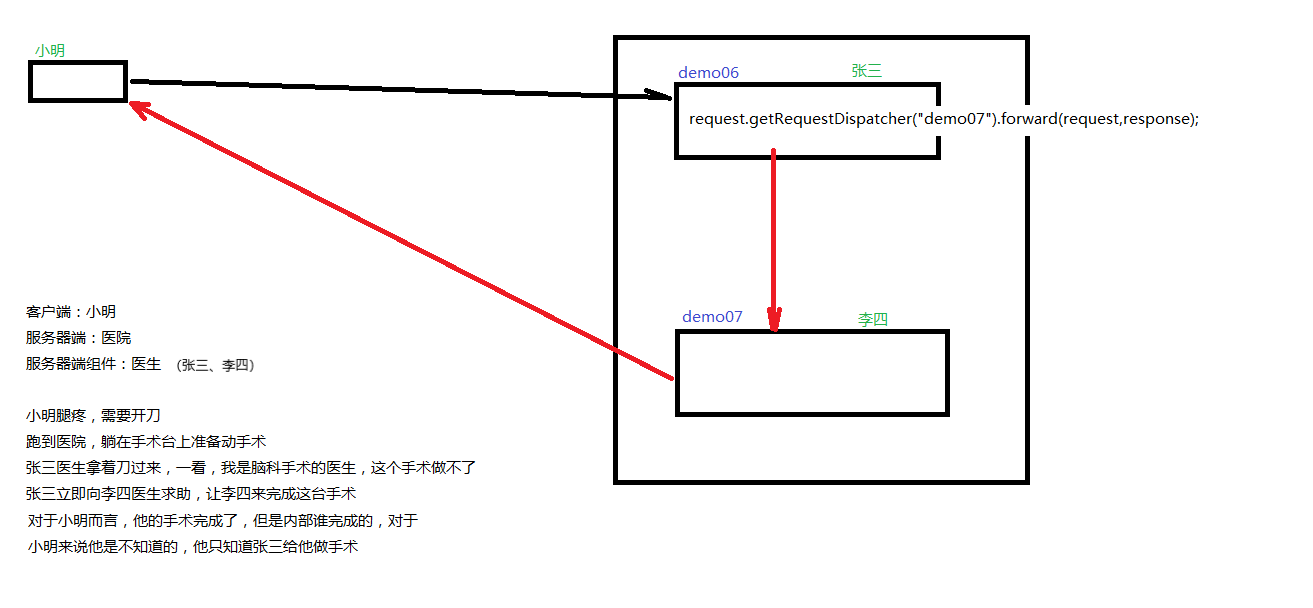 小明
demo06
张三
request.getRequestDispatcher("demo07").forward(request,response);
demo07
李四
客户端：小明
服务器端：医院
服务器端组件：医生 （张三、李四）
小明腿疼，需要开刀
跑到医院，躺在手术台上准备动手术
张三医生拿着刀过来，一看，我是脑科手术的医生，这个手术做不了
张三立即向李四医生求助，让李四来完成这台手术
对于小明而言，他的手术完成了，但是内部谁完成的，对于
小明来说他是不知道的，他只知道张三给他做手术